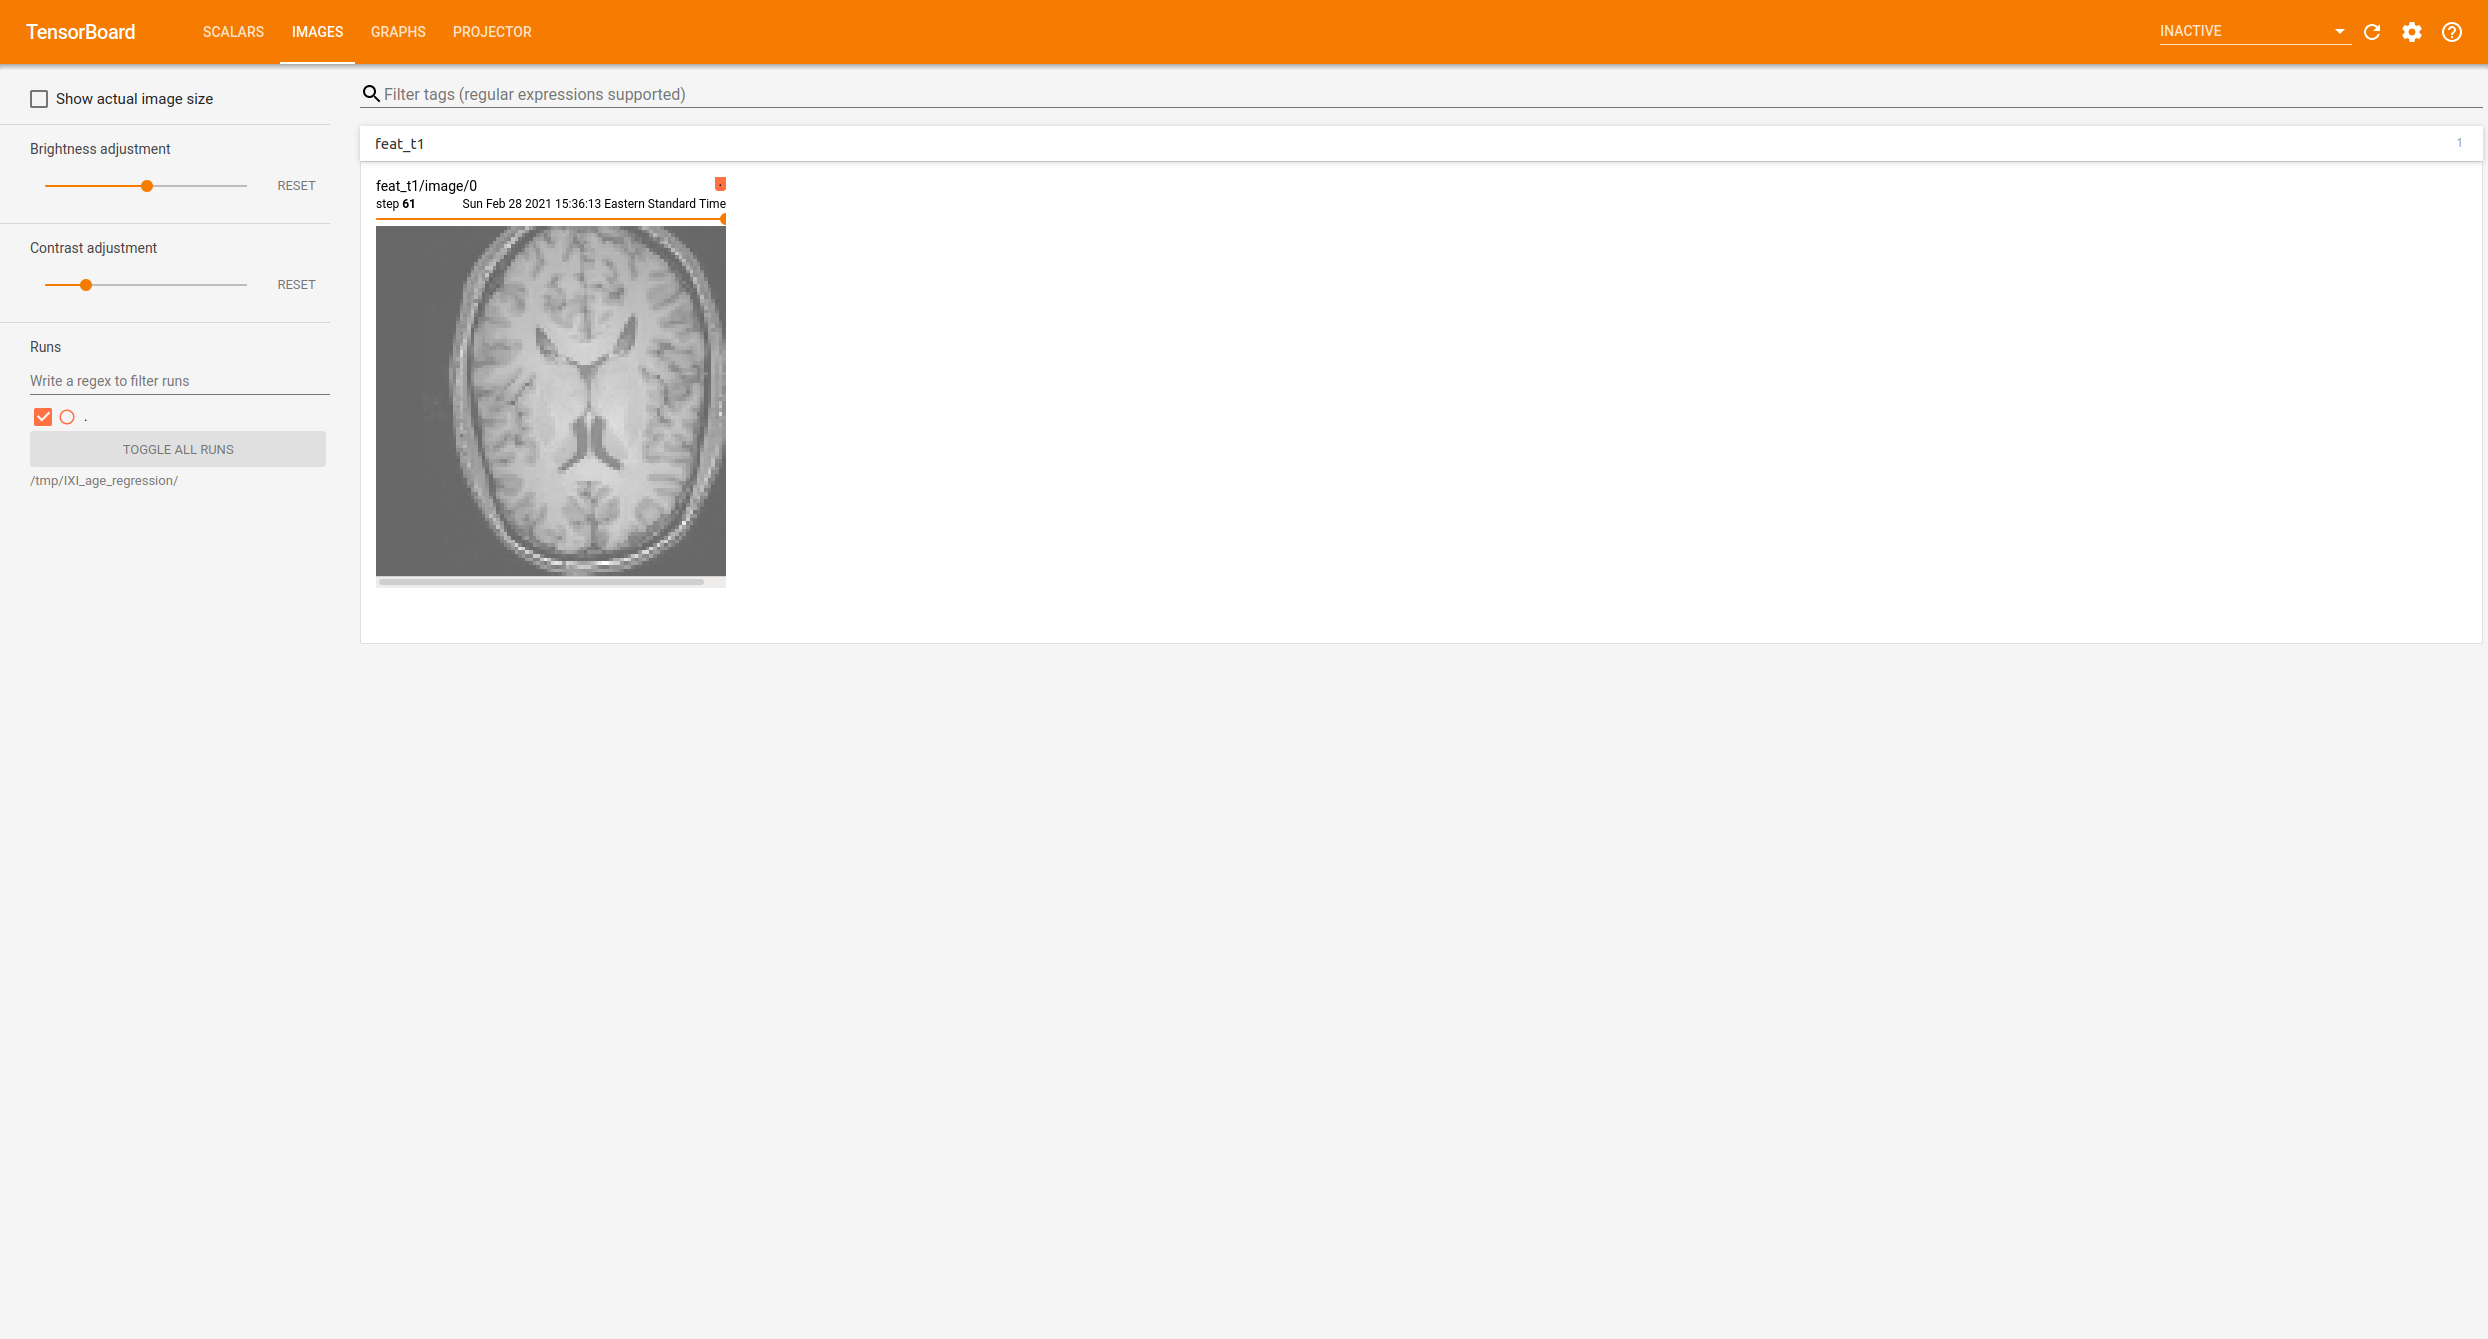 TensorBoard SCALARS IMAGES GRAPHS PROJECTOR INACTIVE
Show actual image size
Brightness adjustment
RESET
Contrast adjustment
RESET
Runs
Write a regex to filter runs
.
TOGGLE ALL RUNS
/tmp/IXI_age_regression/
Filter tags (regular expressions supported)
feat_t1 1
feat_t1/image/0 .
step 61 Sun Feb 28 2021 15:36:13 Eastern Standard Time